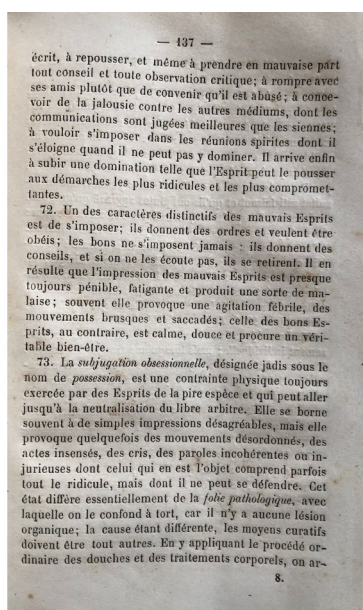 — 137 —
écrit, à repousser, et même à prendre en mauvaise part
tout conseil et toute observation critique; à rompre avec
ses amis plutôt que de convenir qu'il est abusé; à conce-
voir de la jalousie contre les autres médiums, dont les
communications sont jugées meilleures que les siennes;
à vouloir s'imposer dans les réunions spirites dont il
s'éloigne quand il ne peut pas y dominer. Il arrive enfin
à subir une domination telle que l'Esprit peut le pousser
aux démarches les plus ridicules et les plus compromet-
tantes.
72. Un des caractères distinctifs des mauvais Esprits
est de s'imposer; ils donnent des ordres et veulent être
obéis; les bons ne s'imposent jamais : ils donnent des
conseils, et si on ne les écoute pas, ils se retirent. Il en
résulte que l'impression des mauvais Esprits est presque
toujours pénible, fatigante et produit une sorte de ma-
laise; souvent elle provoque une agitation fébrile, des
mouvements brusques et saccadés; celle des bons Es-
prits, au contraire, est calme, douce et procure un véri-
table bien-être.
73. La subjugation obsessionnelle, désignée jadis sous le
nom de possession, est une contrainte physique toujours
exercée par des Esprits de la pire espèce et qui peut aller
jusqu'à la neutralisation du libre arbitre. Elle se borne
souvent à de simples impressions désagréables, mais elle
provoque quelquefois des mouvements désordonnés, des
actes insensés, des cris, des paroles incohérentes ou in-
jurieuses dont celui qui en est l'objet comprend parfois
tout le ridicule, mais dont il ne peut se défendre. Cet
état diffère essentiellement de la folie pathologique, avec
laquelle on le confond à tort, car il n'y a aucune lésion
organique; la cause étant différente, les moyens curatifs
doivent être tout autres. En y appliquant le procédé or-
dinaire des douches et des traitements corporels, on ar-
8.